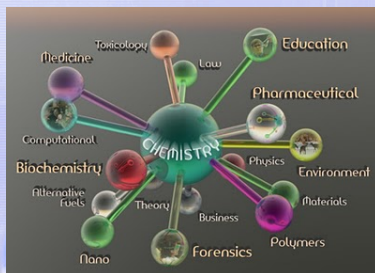 Toxicology
Education
Law
Medicine
Pharmaceutical
Computational
CHEMISTRY
Biochemistry
Physics
Environment
Alternative
Fuels
Theory
Business
Materials
Nano
Forensics
Polymers